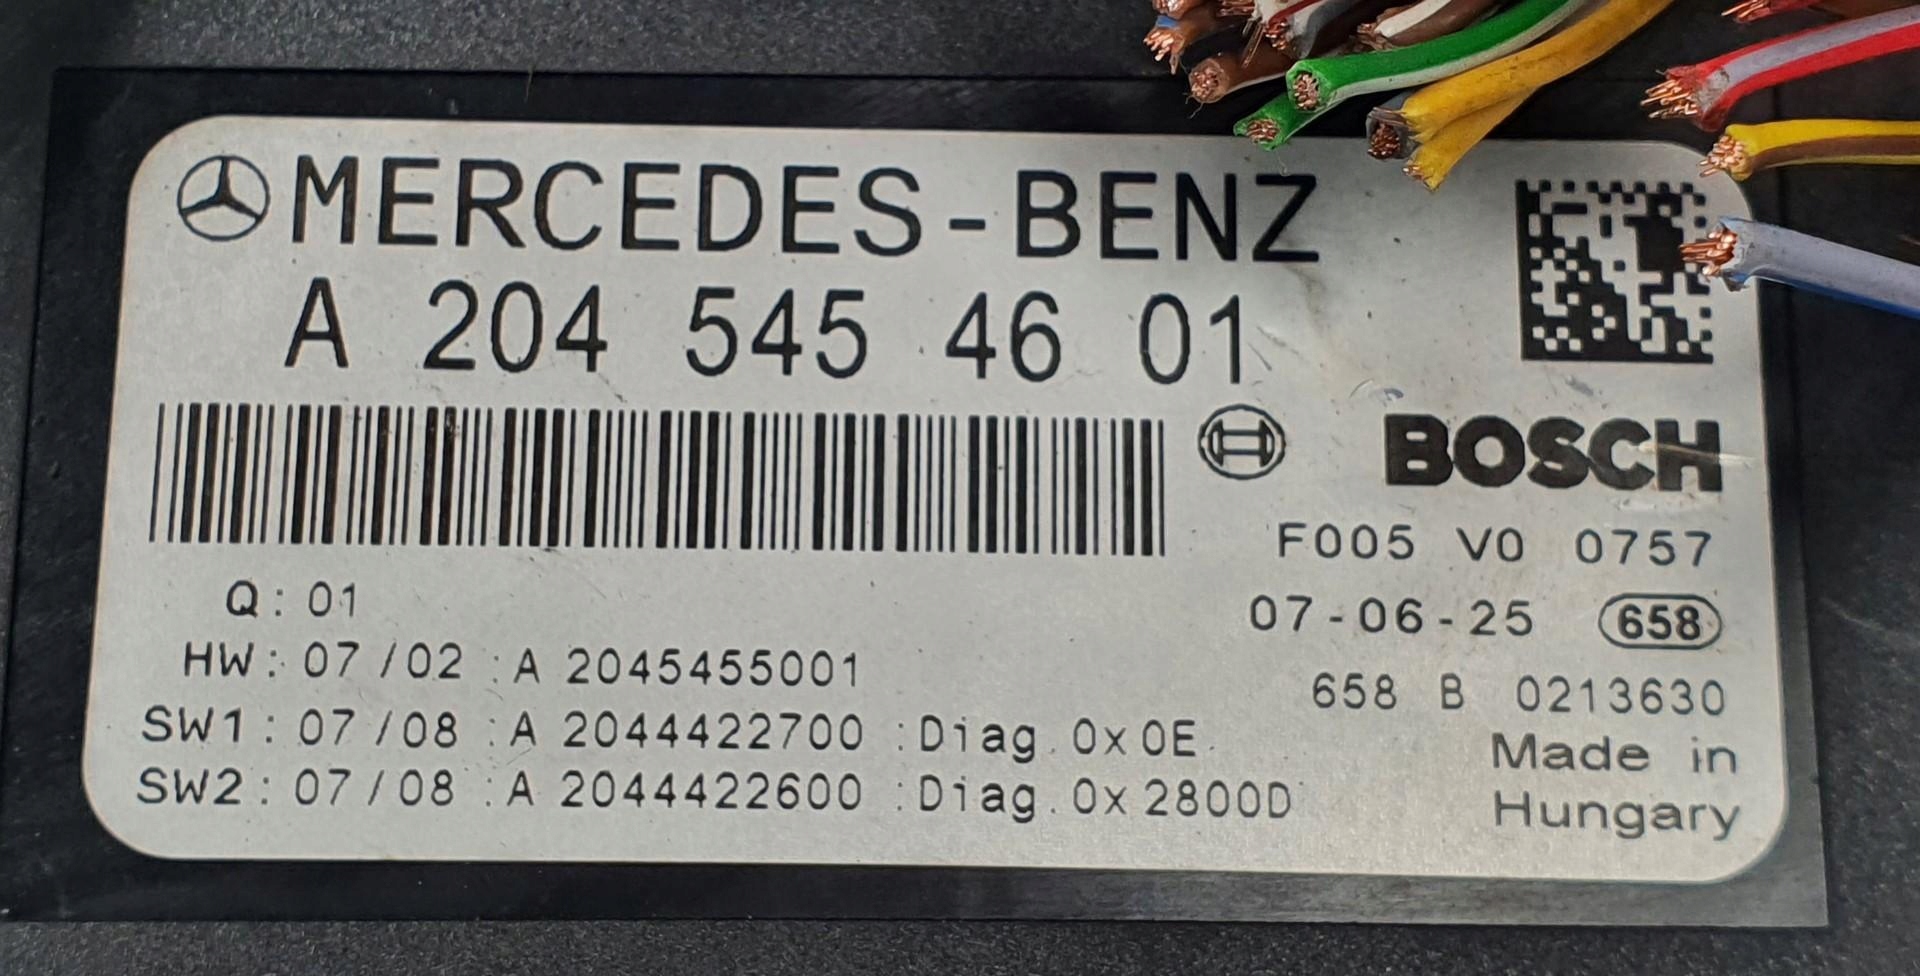 MERCEDES-BENZ
A 204 545 46 01
BOSCH
F005 V0 0757
Q: 01
07-06-25 658
HW: 07/02 :A 2045455001
658 B 0213630
SW1: 07/08 :A 2044422700 :Diag.0x0E
Made in
SW2: 07/08 :A 2044422600 :Diag.0x2800D
Hungary